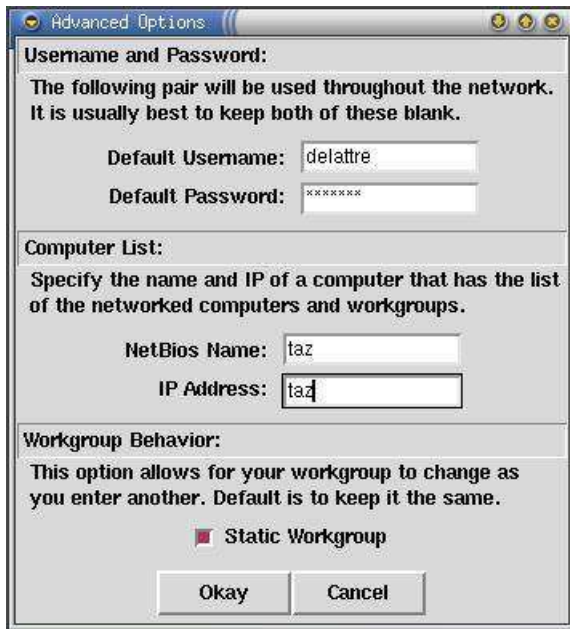 Advanced Options
Username and Password:
The following pair will be used throughout the network.
It is usually best to keep both of these blank.
Default Username: delattre
Default Password: *******
Computer List:
Specify the name and IP of a computer that has the list
of the networked computers and workgroups.
NetBios Name: taz
IP Address: taz
Workgroup Behavior:
This option allows for your workgroup to change as
you enter another. Default is to keep it the same.
Static Workgroup
Okay Cancel